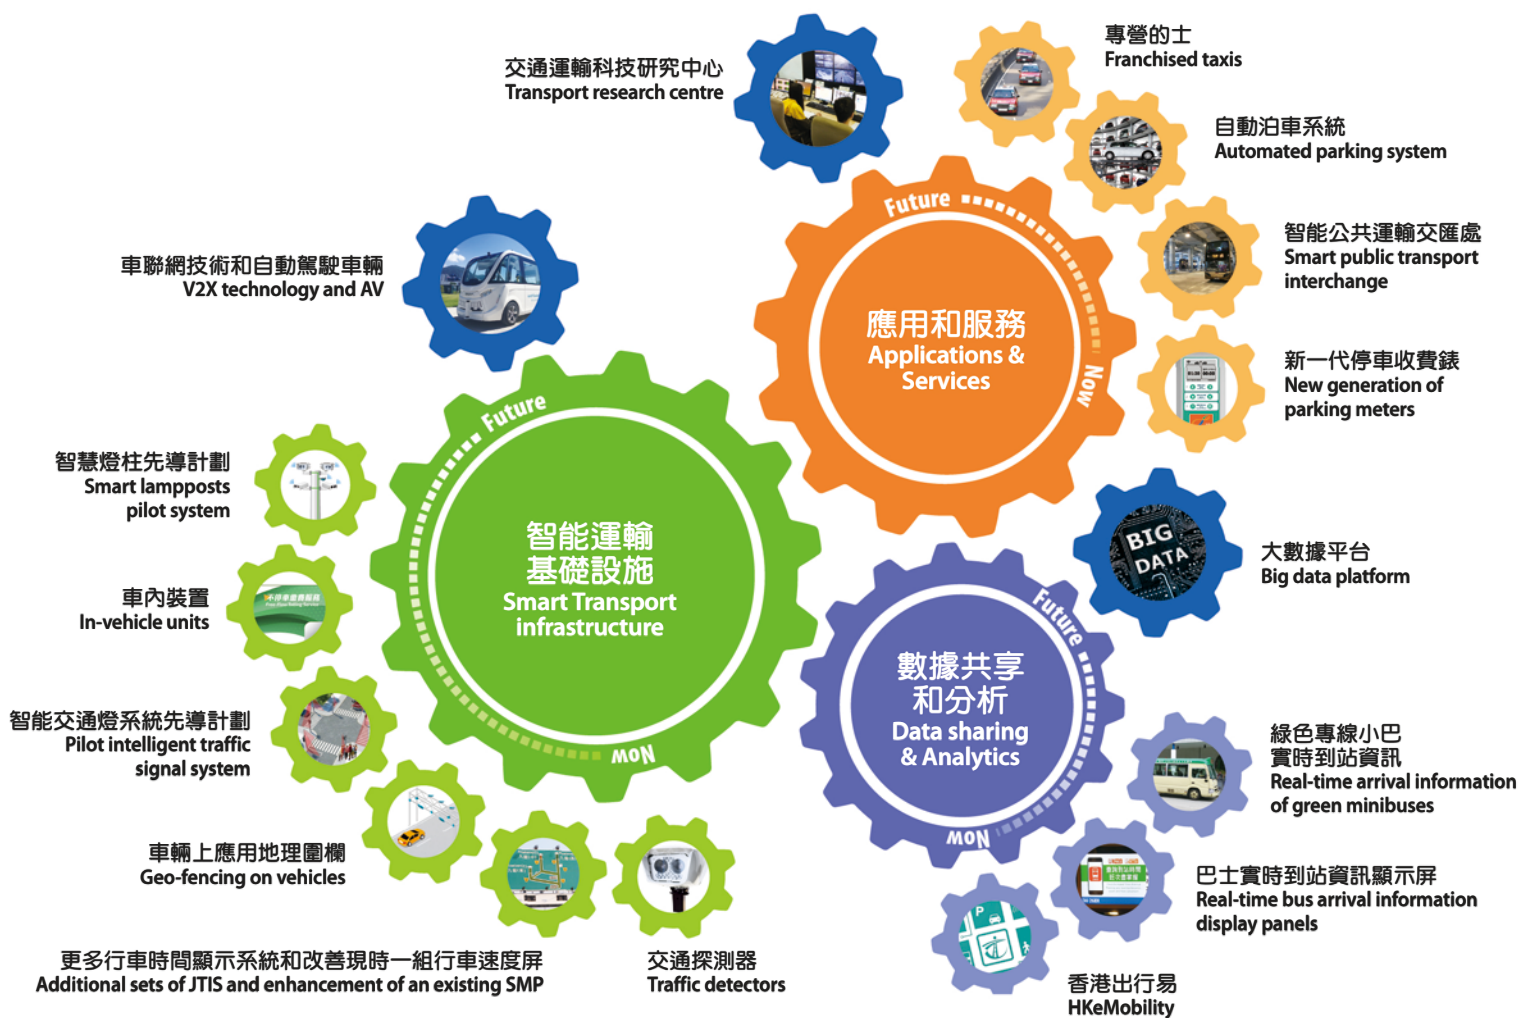 交通運輸科技研究中心
Transport research centre
專營的士
Franchised taxis
自動泊車系統
Automated parking system
智能公共運輸交匯處
Smart public transport
interchange
新一代停車收費錶
New generation of
parking meters
Future
應用和服務
Applications &
Services
Now
車聯網技術和自動駕駛車輛
V2X technology and AV
Future
智能運輸
基礎設施
Smart Transport
infrastructure
Now
智慧燈柱先導計劃
Smart lampposts
pilot system
車內裝置
In-vehicle units
不停車繳費服務
Free-Flow Tolling Service
智能交通燈系統先導計劃
Pilot intelligent traffic
signal system
車輛上應用地理圍欄
Geo-fencing on vehicles
更多行車時間顯示系統和改善現時一組行車速度屏
Additional sets of JTIS and enhancement of an existing SMP
交通探測器
Traffic detectors
BIG
DATA
大數據平台
Big data platform
Future
數據共享
和分析
Data sharing
& Analytics
Now
綠色專線小巴
實時到站資訊
Real-time arrival information
of green minibuses
巴士實時到站資訊顯示屏
Real-time bus arrival information
display panels
P
香港出行易
HKeMobility